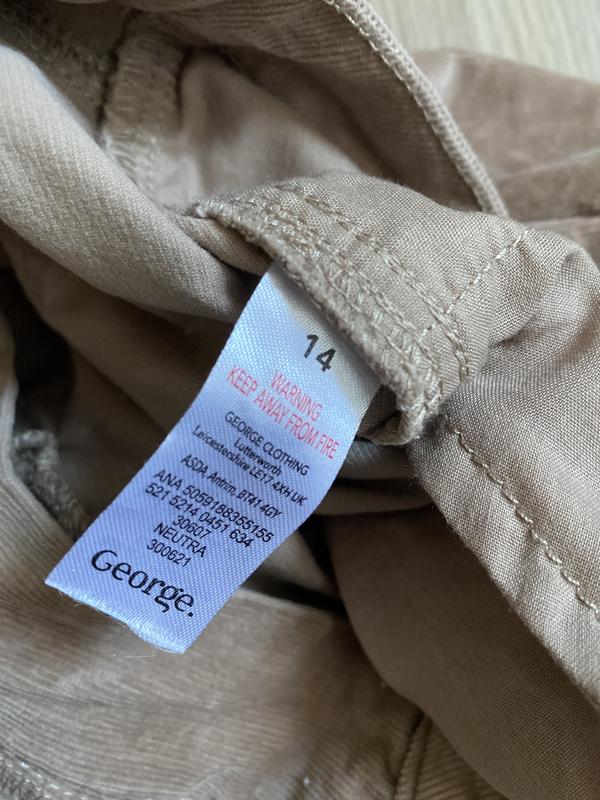 14
WARNING
KEEP AWAY FROM FIRE
GEORGE CLOTHING
Lutterworth
Leicestershire LE17 4XH UK
ASDA Antrim, BT41 4GY
ANA 5059188355155
521 5214 0451 634
30607
NEUTRA
300621
George.